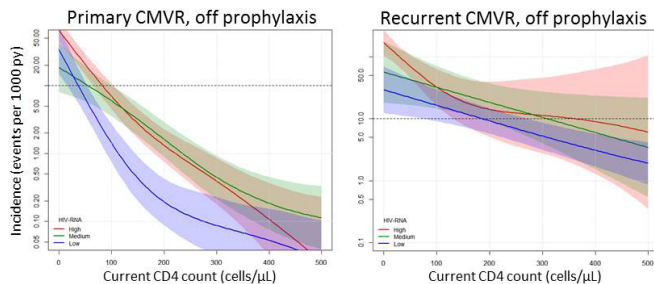 Primary CMVR, off prophylaxis
Incidence (events per 1000 py)
50.00
20.00
5.00
2.00
1.00
0.50
0.20
0.10
0.05
HIV-RNA
High
Medium
Low
0
100
200
300
400
500
Current CD4 count (cells/μL)
Recurrent CMVR, off prophylaxis
10.0
5.0
1.0
0.5
0.1
HIV-RNA
High
Medium
Low
0
100
200
300
400
500
Current CD4 count (cells/μL)